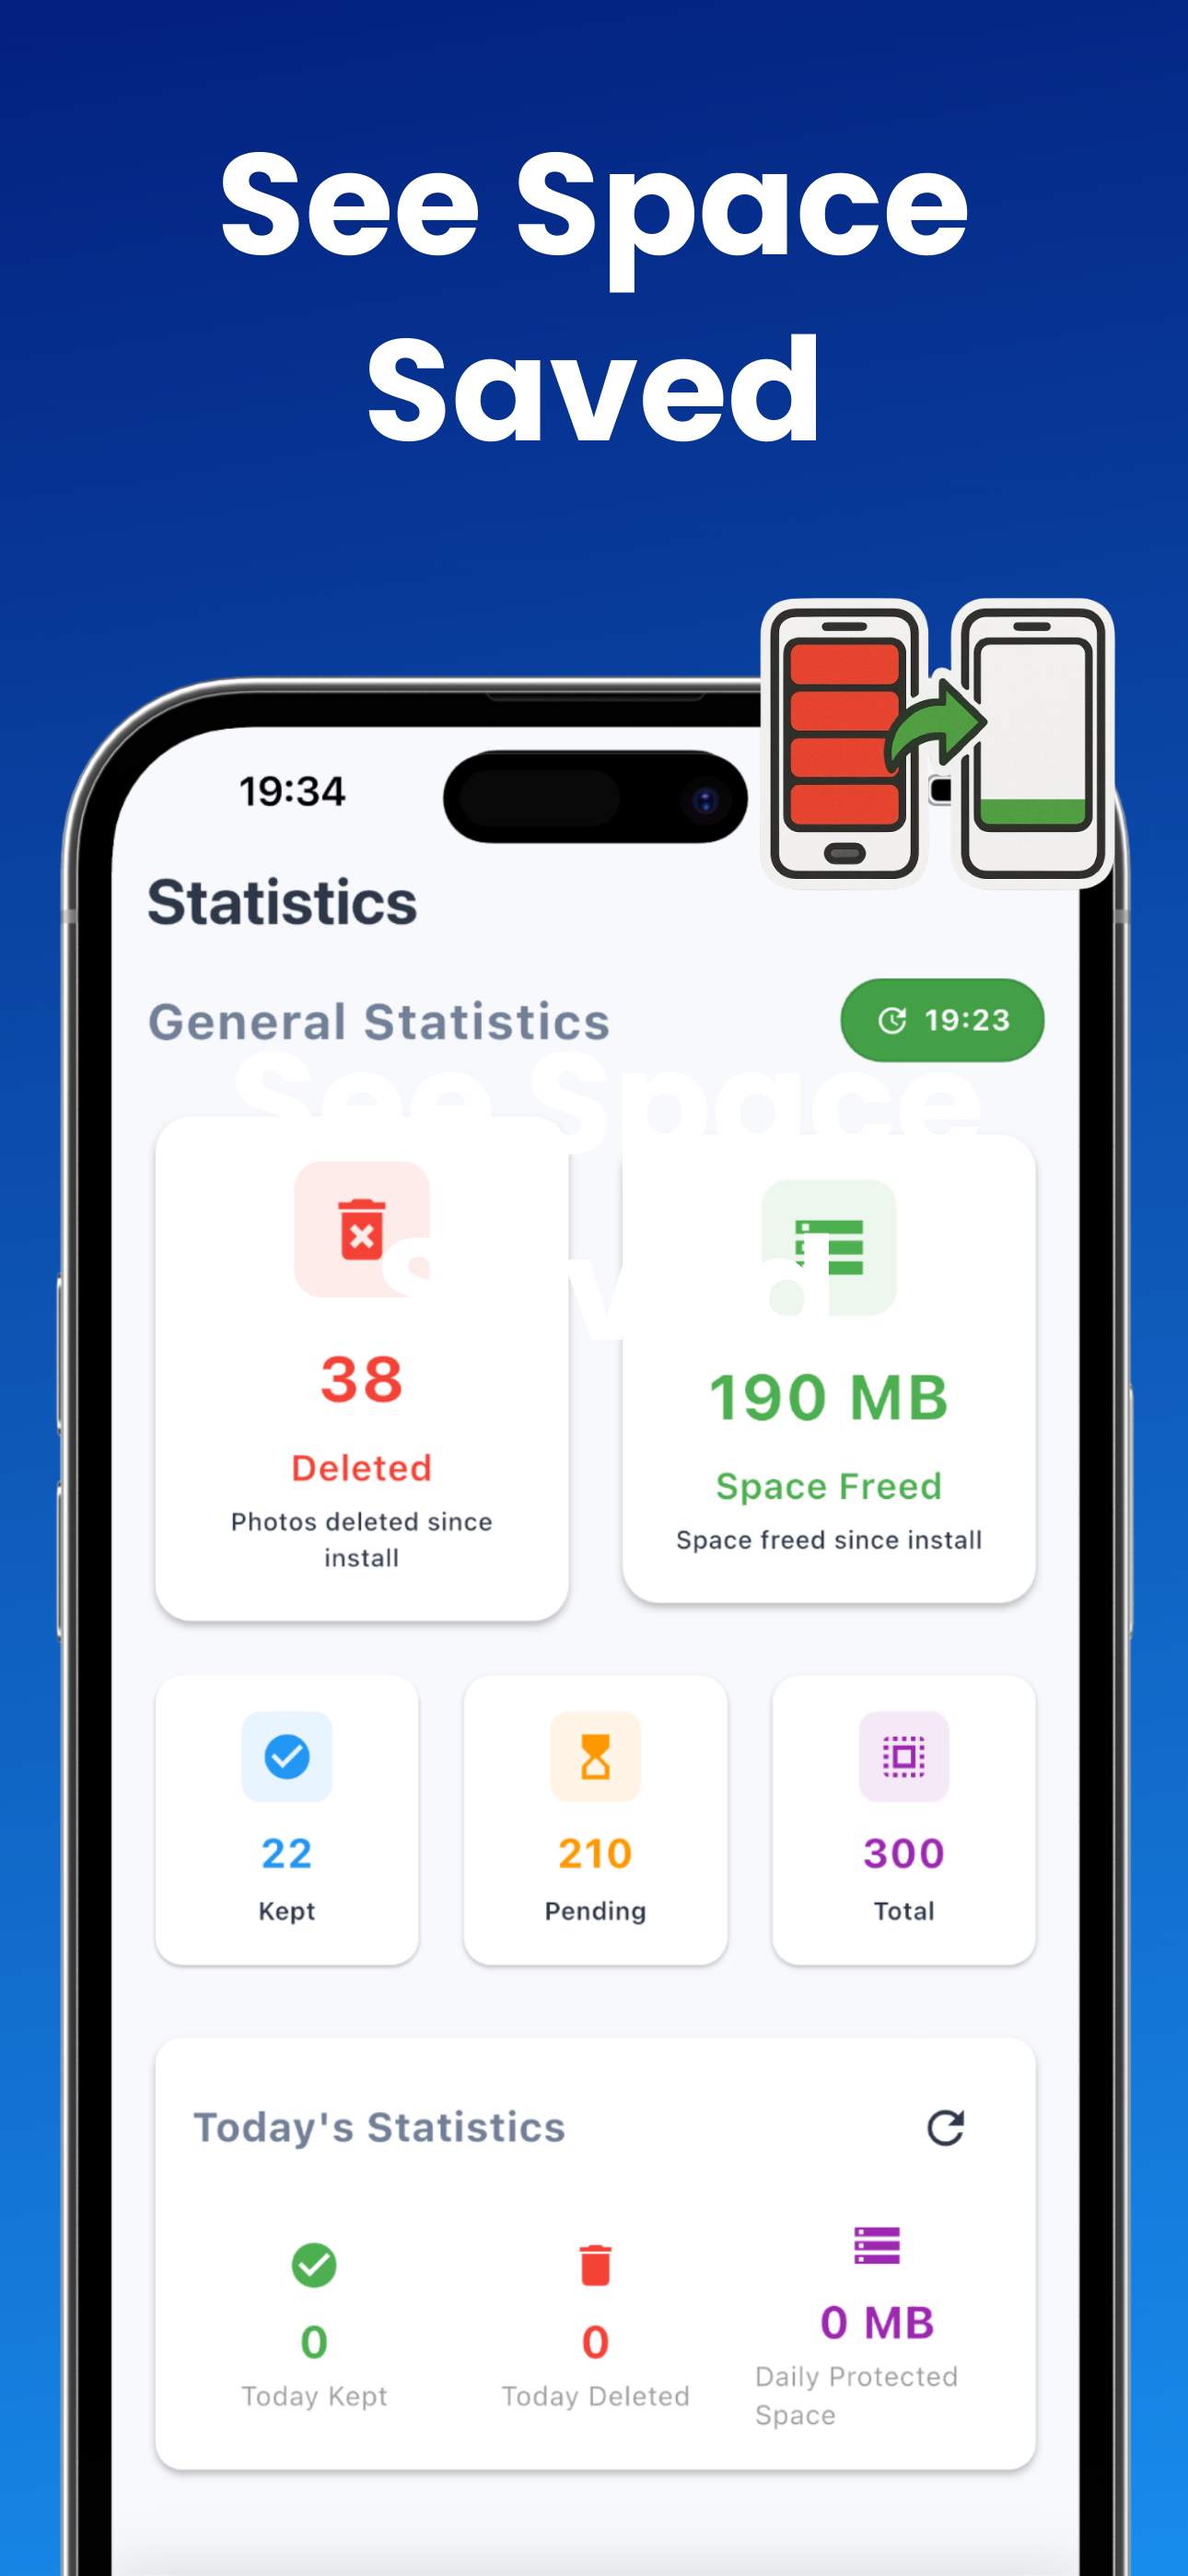 See Space
Saved
19:34
Statistics
General Statistics
19:23
See Space
38
190 MB
Deleted
Space Freed
Photos deleted since
install
Space freed since install
22
210
300
Kept
Pending
Total
Today's Statistics
0
0
0 MB
Today Kept
Today Deleted
Daily Protected
Space